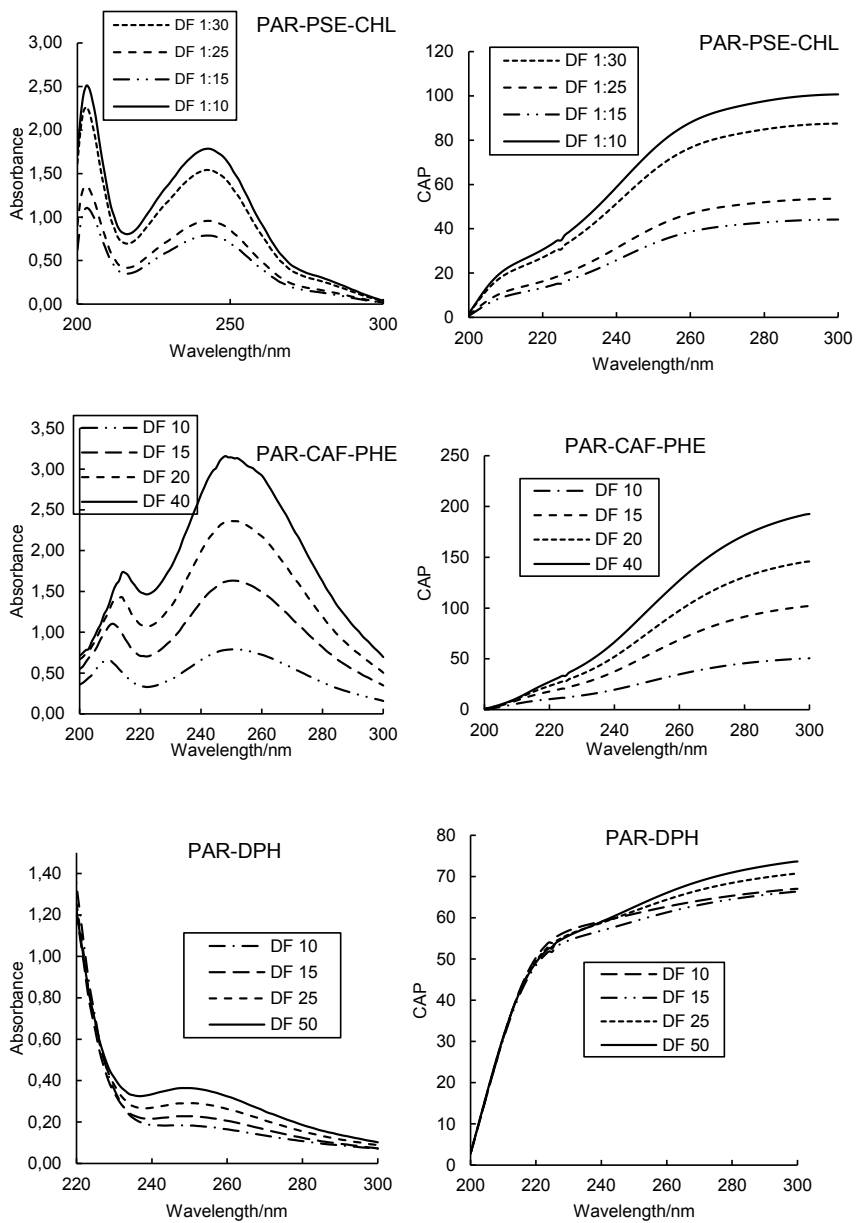 PAR-PSE-CHL
DF 1:30
DF 1:25
DF 1:15
DF 1:10
3,00
2,50
2,00
1,50
1,00
0,50
0,00
Absorbance
200 250 300
Wavelength/nm
PAR-PSE-CHL
DF 1:30
DF 1:25
DF 1:15
DF 1:10
120
100
80
60
40
20
0
CAP
200 220 240 260 280 300
Wavelength/nm
PAR-CAF-PHE
DF 10
DF 15
DF 20
DF 40
3,50
3,00
2,50
2,00
1,50
1,00
0,50
0,00
Absorbance
200 220 240 260 280 300
Wavelength/nm
PAR-CAF-PHE
DF 10
DF 15
DF 20
DF 40
250
200
150
100
50
0
CAP
200 220 240 260 280 300
Wavelength/nm
PAR-DPH
DF 10
DF 15
DF 25
DF 50
1,40
1,20
1,00
0,80
0,60
0,40
0,20
0,00
Absorbance
220 240 260 280 300
Wavelength/nm
PAR-DPH
DF 10
DF 15
DF 25
DF 50
80
70
60
50
40
30
20
10
0
CAP
200 220 240 260 280 300
Wavelength/nm